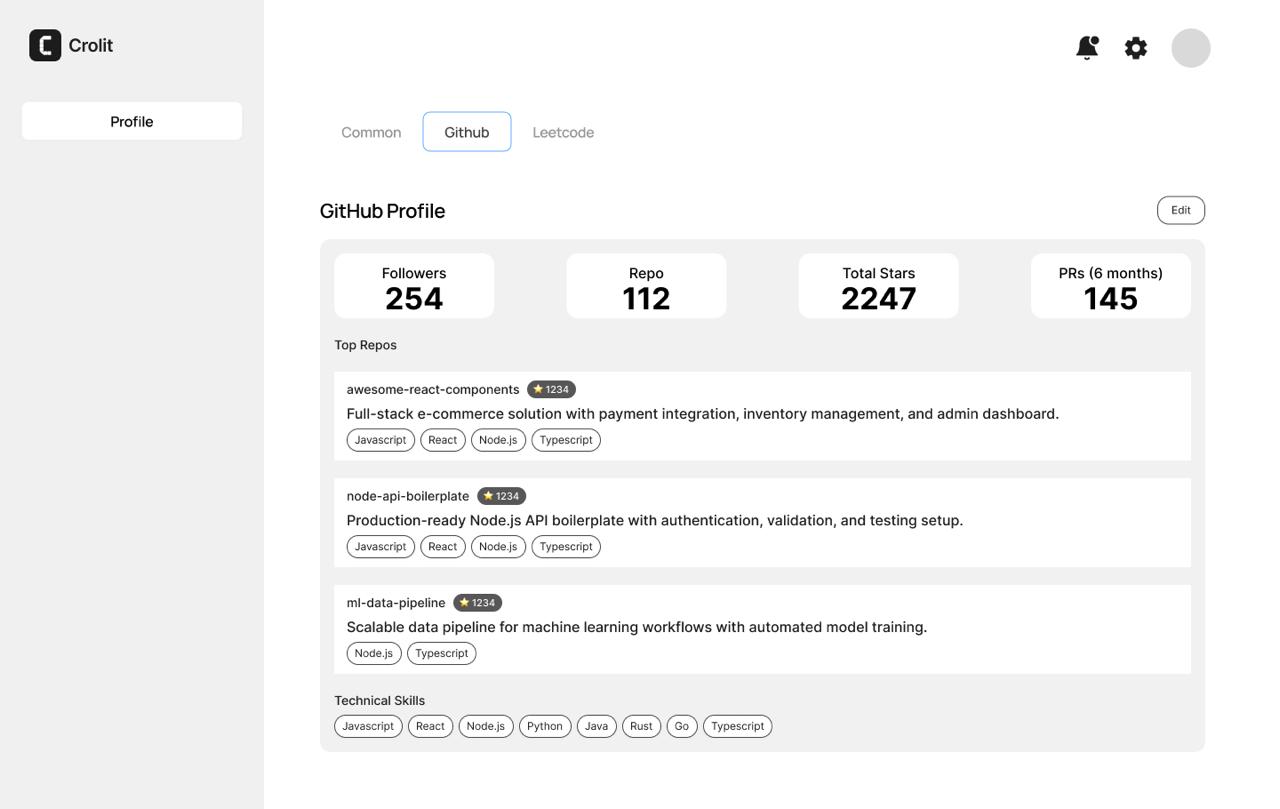 Crolit
Profile
Common Github Leetcode
GitHub Profile
Edit
Followers
254
Repo
112
Total Stars
2247
PRs (6 months)
145
Top Repos
awesome-react-components ⭐ 1234
Full-stack e-commerce solution with payment integration, inventory management, and admin dashboard.
Javascript React Node.js Typescript
node-api-boilerplate ⭐ 1234
Production-ready Node.js API boilerplate with authentication, validation, and testing setup.
Javascript React Node.js Typescript
ml-data-pipeline ⭐ 1234
Scalable data pipeline for machine learning workflows with automated model training.
Node.js Typescript
Technical Skills
Javascript React Node.js Python Java Rust Go Typescript